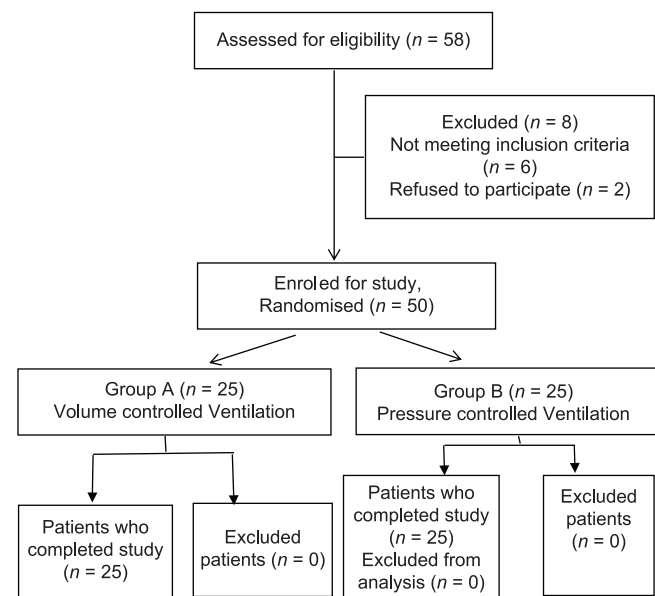 Assessed for eligibility (n = 58)
Excluded (n = 8)
Not meeting inclusion criteria
(n = 6)
Refused to participate (n = 2)
Enroled for study,
Randomised (n = 50)
Group A (n = 25)
Volume controlled Ventilation
Group B (n = 25)
Pressure controlled Ventilation
Patients who
completed study
(n = 25)
Excluded
patients (n = 0)
Patients who
completed study
(n = 25)
Excluded from
analysis (n = 0)
Excluded
patients
(n = 0)